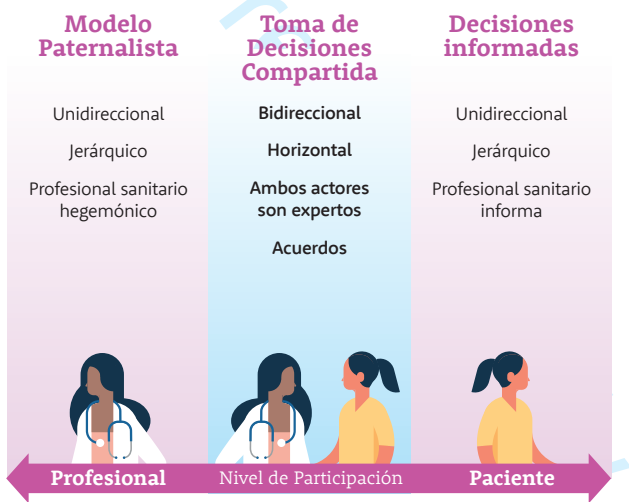 Modelo
Paternalista
Unidireccional
Jerárquico
Profesional sanitario
hegemónico
Toma de
Decisiones
Compartida
Bidireccional
Horizontal
Ambos actores
son expertos
Acuerdos
Decisiones
informadas
Unidireccional
Jerárquico
Profesional sanitario
informa
Profesional
Nivel de Participación
Paciente